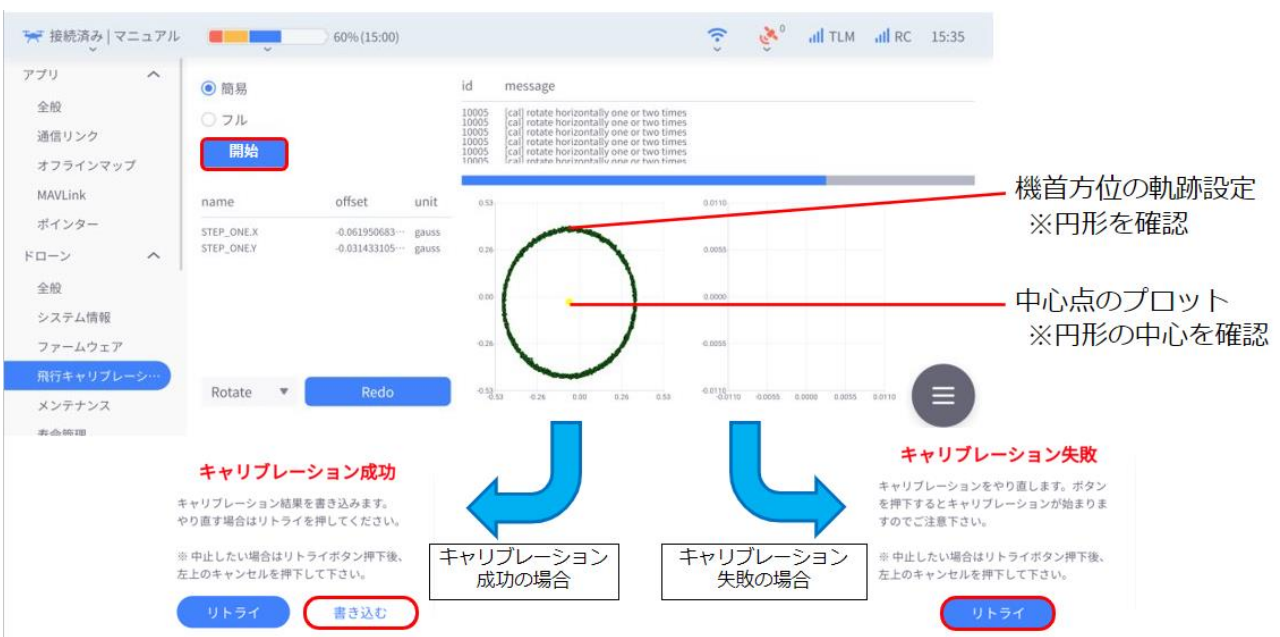 接続済み | マニュアル
60% (15:00)
0
TLM
RC
15:35
アプリ
全般
通信リンク
オフラインマップ
MAVLink
ポインター
ドローン
全般
システム情報
ファームウェア
飛行キャリブレーシ…
メンテナンス
寿命管理
簡易
フル
開始
name offset unit
STEP_ONE.X -0.061950683… gauss
STEP_ONE.Y -0.031433105… gauss
Rotate
Redo
id message
10005 [cal] rotate horizontally one or two times
10005 [cal] rotate horizontally one or two times
10005 [cal] rotate horizontally one or two times
10005 [cal] rotate horizontally one or two times
10005 [cal] rotate horizontally one or two times
10005 [cal] rotate horizontally one or two times
0.53
0.26
0.00
-0.26
-0.53
-0.53 -0.26 0.00 0.26 0.53
0.0110
0.0055
0.0000
-0.0055
-0.0110
-0.0110 -0.0055 0.0000 0.0055 0.0110
機首方位の軌跡設定
※円形を確認
中心点のプロット
※円形の中心を確認
キャリブレーション成功
キャリブレーション結果を書き込みます。
やり直す場合はリトライを押してください。
※ 中止したい場合はリトライボタン押下後、
左上のキャンセルを押下して下さい。
リトライ
書き込む
キャリブレーション
成功の場合
キャリブレーション
失敗の場合
キャリブレーション失敗
キャリブレーションをやり直します。ボタン
を押下するとキャリブレーションが始まりま
すのでご注意下さい。
※ 中止したい場合はリトライボタン押下後、
左上のキャンセルを押下して下さい。
リトライ